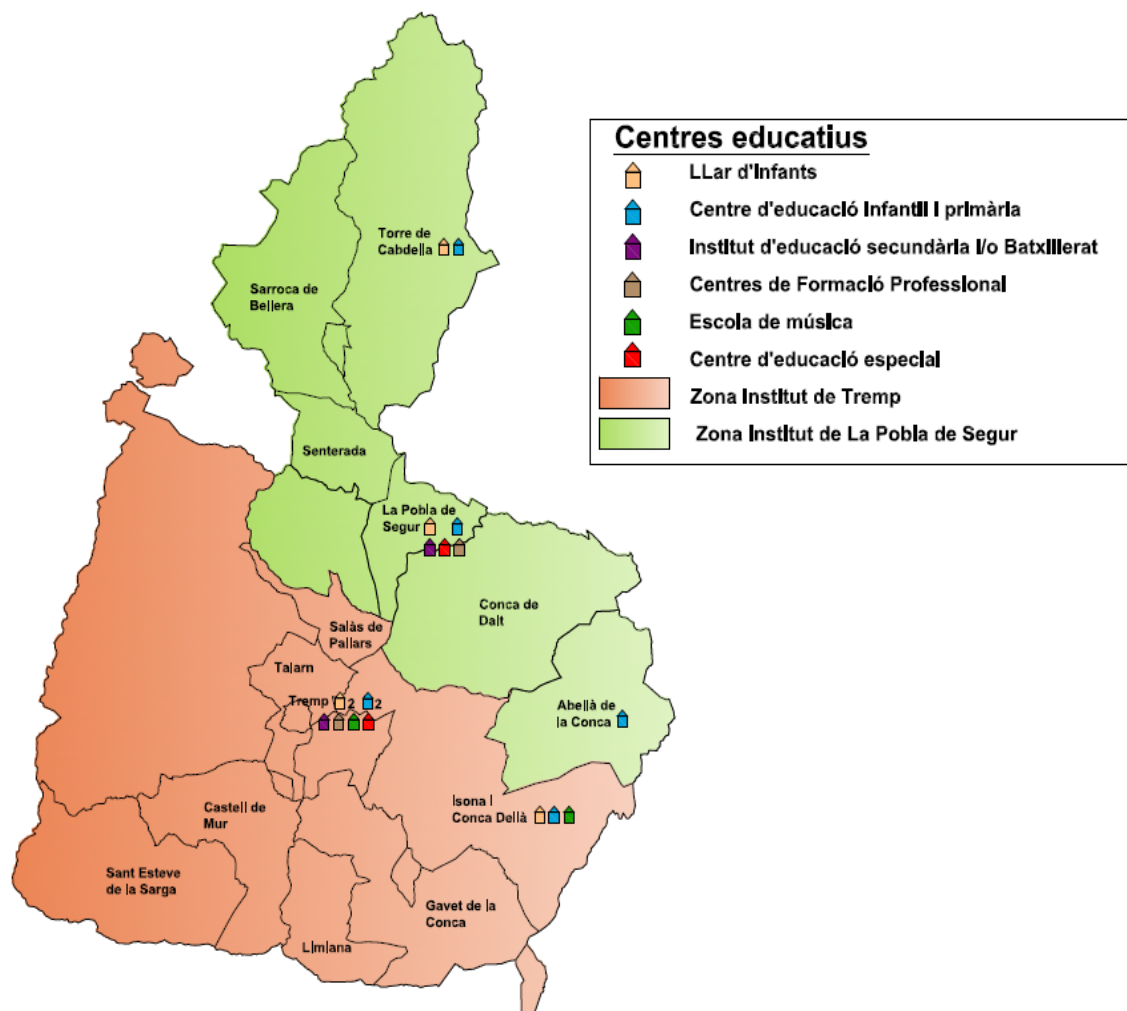 Centres educatius
LLar d'Infants
Centre d'educació Infantil I primària
Institut d'educació secundària I/o Batxillerat
Centres de Formació Professional
Escola de música
Centre d'educació especial
Zona Institut de Tremp
Zona Institut de La Pobla de Segur
Torre de
Cabdella
Sarroca de
Bellera
Senterada
La Pobla de
Segur
Conca de
Dalt
Salàs de
Pallars
Talarn
Tremp 2 2
Abellà de
la Conca
Isona I
Conca Dellà
Castell de
Mur
Sant Esteve
de la Sarga
Gavet de la
Conca
Limiana